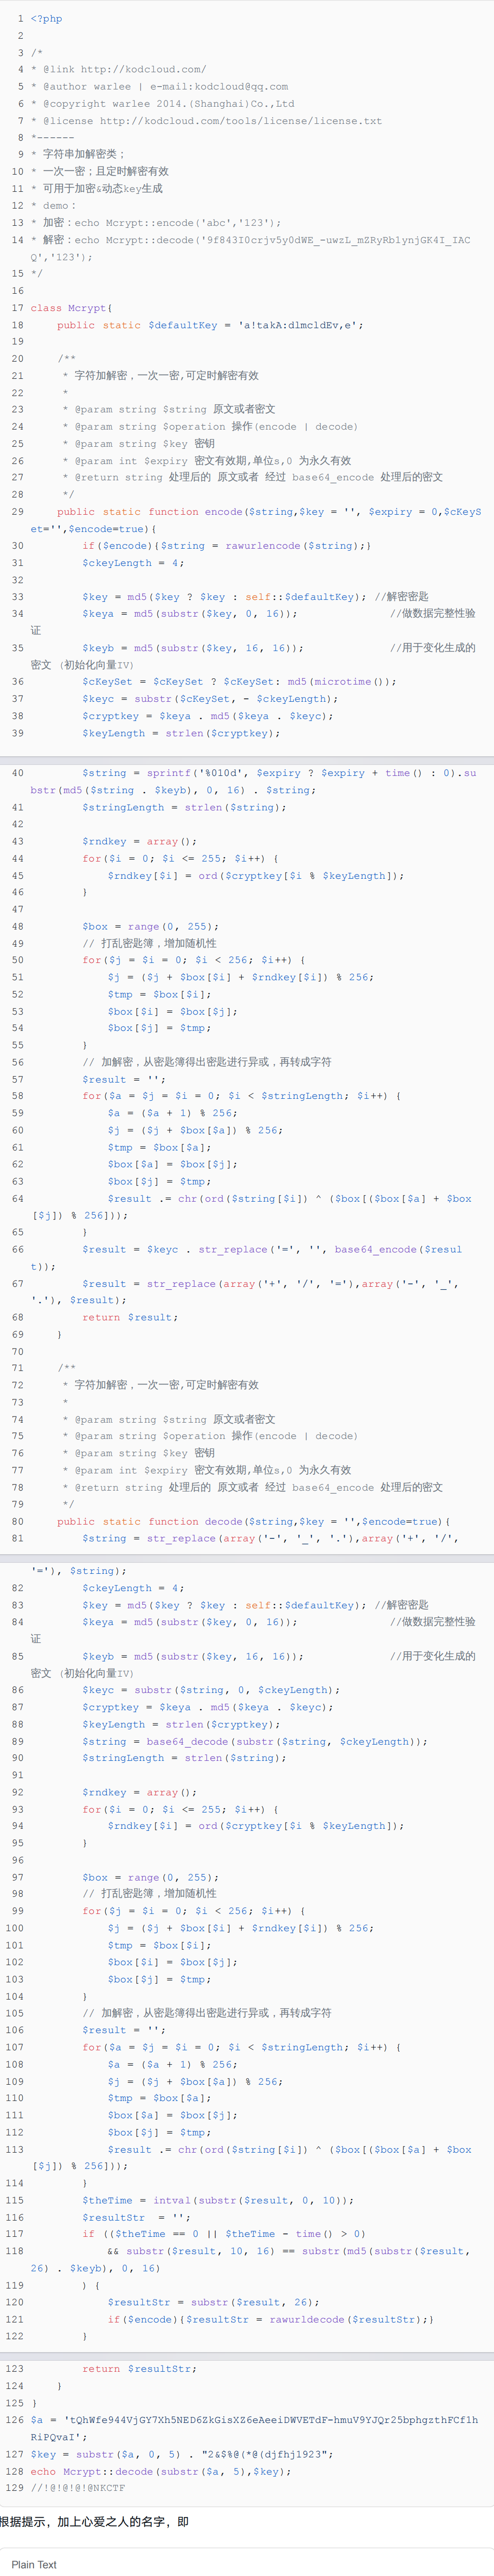 1 <?php
2
3 /*
4 * @link http://kodcloud.com/
5 * @author warlee | e-mail:kodcloud@qq.com
6 * @copyright warlee 2014.(Shanghai)Co.,Ltd
7 * @license http://kodcloud.com/tools/license/license.txt
8 *------
9 * 字符串加解密类；
10 * 一次一密；且定时解密有效
11 * 可用于加密&动态key生成
12 * demo：
13 * 加密：echo Mcrypt::encode('abc','123');
14 * 解密：echo Mcrypt::decode('9f843I0crjv5y0dWE_-uwzL_mZRyRb1ynjGK4I_IAC
Q','123');
15 */
16
17 class Mcrypt{
18 public static $defaultKey = 'a!takA:dlmcldEv,e';
19
20 /**
21 * 字符加解密，一次一密,可定时解密有效
22 *
23 * @param string $string 原文或者密文
24 * @param string $operation 操作(encode | decode)
25 * @param string $key 密钥
26 * @param int $expiry 密文有效期,单位s,0 为永久有效
27 * @return string 处理后的 原文或者 经过 base64_encode 处理后的密文
28 */
29 public static function encode($string,$key = '', $expiry = 0,$cKeyS
et='',$encode=true){
30 if($encode){$string = rawurlencode($string);}
31 $ckeyLength = 4;
32
33 $key = md5($key ? $key : self::$defaultKey); //解密密匙
34 $keya = md5(substr($key, 0, 16)); //做数据完整性验
证
35 $keyb = md5(substr($key, 16, 16)); //用于变化生成的
密文 (初始化向量IV)
36 $cKeySet = $cKeySet ? $cKeySet: md5(microtime());
37 $keyc = substr($cKeySet, - $ckeyLength);
38 $cryptkey = $keya . md5($keya . $keyc);
39 $keyLength = strlen($cryptkey);
40 $string = sprintf('%010d', $expiry ? $expiry + time() : 0).su
bstr(md5($string . $keyb), 0, 16) . $string;
41 $stringLength = strlen($string);
42
43 $rndkey = array();
44 for($i = 0; $i <= 255; $i++) {
45 $rndkey[$i] = ord($cryptkey[$i % $keyLength]);
46 }
47
48 $box = range(0, 255);
49 // 打乱密匙簿，增加随机性
50 for($j = $i = 0; $i < 256; $i++) {
51 $j = ($j + $box[$i] + $rndkey[$i]) % 256;
52 $tmp = $box[$i];
53 $box[$i] = $box[$j];
54 $box[$j] = $tmp;
55 }
56 // 加解密，从密匙簿得出密匙进行异或，再转成字符
57 $result = '';
58 for($a = $j = $i = 0; $i < $stringLength; $i++) {
59 $a = ($a + 1) % 256;
60 $j = ($j + $box[$a]) % 256;
61 $tmp = $box[$a];
62 $box[$a] = $box[$j];
63 $box[$j] = $tmp;
64 $result .= chr(ord($string[$i]) ^ ($box[($box[$a] + $box
[$j]) % 256]));
65 }
66 $result = $keyc . str_replace('=', '', base64_encode($resul
t));
67 $result = str_replace(array('+', '/', '='),array('-', '_',
'.'), $result);
68 return $result;
69 }
70
71 /**
72 * 字符加解密，一次一密,可定时解密有效
73 *
74 * @param string $string 原文或者密文
75 * @param string $operation 操作(encode | decode)
76 * @param string $key 密钥
77 * @param int $expiry 密文有效期,单位s,0 为永久有效
78 * @return string 处理后的 原文或者 经过 base64_encode 处理后的密文
79 */
80 public static function decode($string,$key = '',$encode=true){
81 $string = str_replace(array('-', '_', '.'),array('+', '/',
'='), $string);
82 $ckeyLength = 4;
83 $key = md5($key ? $key : self::$defaultKey); //解密密匙
84 $keya = md5(substr($key, 0, 16)); //做数据完整性验
证
85 $keyb = md5(substr($key, 16, 16)); //用于变化生成的
密文 (初始化向量IV)
86 $keyc = substr($string, 0, $ckeyLength);
87 $cryptkey = $keya . md5($keya . $keyc);
88 $keyLength = strlen($cryptkey);
89 $string = base64_decode(substr($string, $ckeyLength));
90 $stringLength = strlen($string);
91
92 $rndkey = array();
93 for($i = 0; $i <= 255; $i++) {
94 $rndkey[$i] = ord($cryptkey[$i % $keyLength]);
95 }
96
97 $box = range(0, 255);
98 // 打乱密匙簿，增加随机性
99 for($j = $i = 0; $i < 256; $i++) {
100 $j = ($j + $box[$i] + $rndkey[$i]) % 256;
101 $tmp = $box[$i];
102 $box[$i] = $box[$j];
103 $box[$j] = $tmp;
104 }
105 // 加解密，从密匙簿得出密匙进行异或，再转成字符
106 $result = '';
107 for($a = $j = $i = 0; $i < $stringLength; $i++) {
108 $a = ($a + 1) % 256;
109 $j = ($j + $box[$a]) % 256;
110 $tmp = $box[$a];
111 $box[$a] = $box[$j];
112 $box[$j] = $tmp;
113 $result .= chr(ord($string[$i]) ^ ($box[($box[$a] + $box
[$j]) % 256]));
114 }
115 $theTime = intval(substr($result, 0, 10));
116 $resultStr = '';
117 if (($theTime == 0 || $theTime - time() > 0)
118 && substr($result, 10, 16) == substr(md5(substr($result,
26) . $keyb), 0, 16)
119 ) {
120 $resultStr = substr($result, 26);
121 if($encode){$resultStr = rawurldecode($resultStr);}
122 }
123 return $resultStr;
124 }
125 }
126 $a = 'tQhWfe944VjGY7Xh5NED6ZkGisXZ6eAeeiDWVETdF-hmuV9YJQr25bphgzthFCf1h
RiPQvaI';
127 $key = substr($a, 0, 5) . "2&$%@(*@(djfhj1923";
128 echo Mcrypt::decode(substr($a, 5),$key);
129 //!@!@!@!@NKCTF
根据提示，加上心爱之人的名字，即
Plain Text